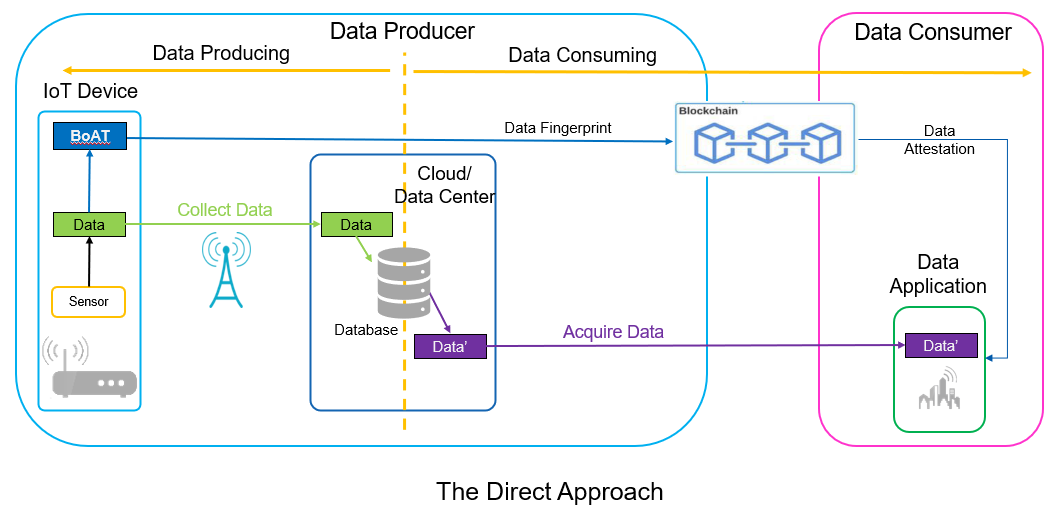 Data Producer
Data Consumer
Data Producing
Data Consuming
IoT Device
BoAT
Data Fingerprint
Blockchain
Data
Attestation
Cloud/
Data Center
Collect Data
Data
Data
Sensor
Database
Data’
Acquire Data
Data
Application
Data’
The Direct Approach